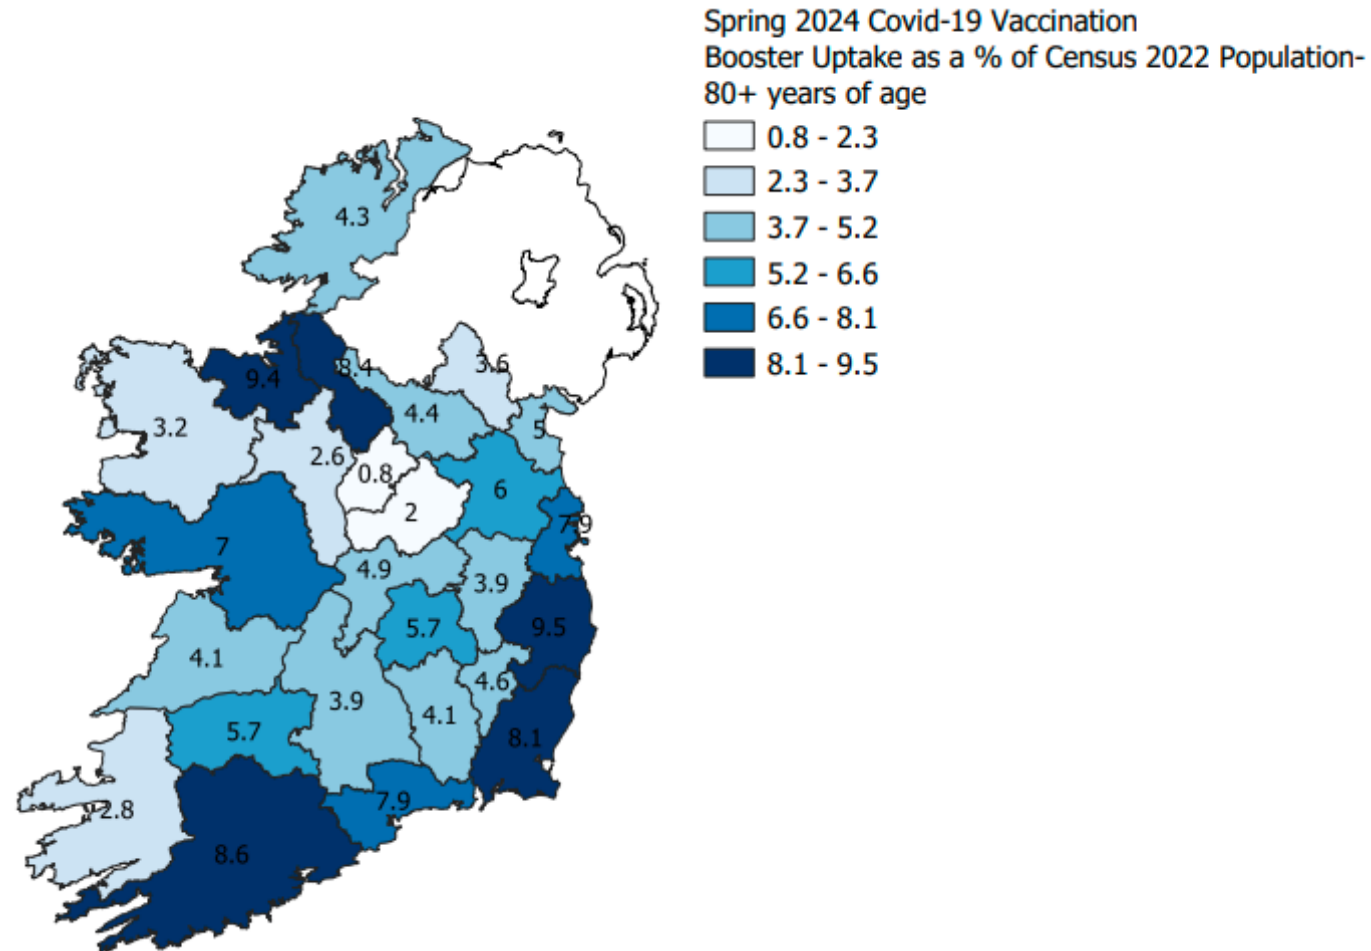 Spring 2024 Covid-19 Vaccination
Booster Uptake as a % of Census 2022 Population-
80+ years of age
0.8 - 2.3
2.3 - 3.7
3.7 - 5.2
5.2 - 6.6
6.6 - 8.1
8.1 - 9.5
4.3
8.4
3.6
9.4
4.4
5
3.2
2.6
0.8
6
2
7.9
7
4.9
3.9
5.7
9.5
4.1
4.6
3.9
4.1
5.7
8.1
7.9
2.8
8.6